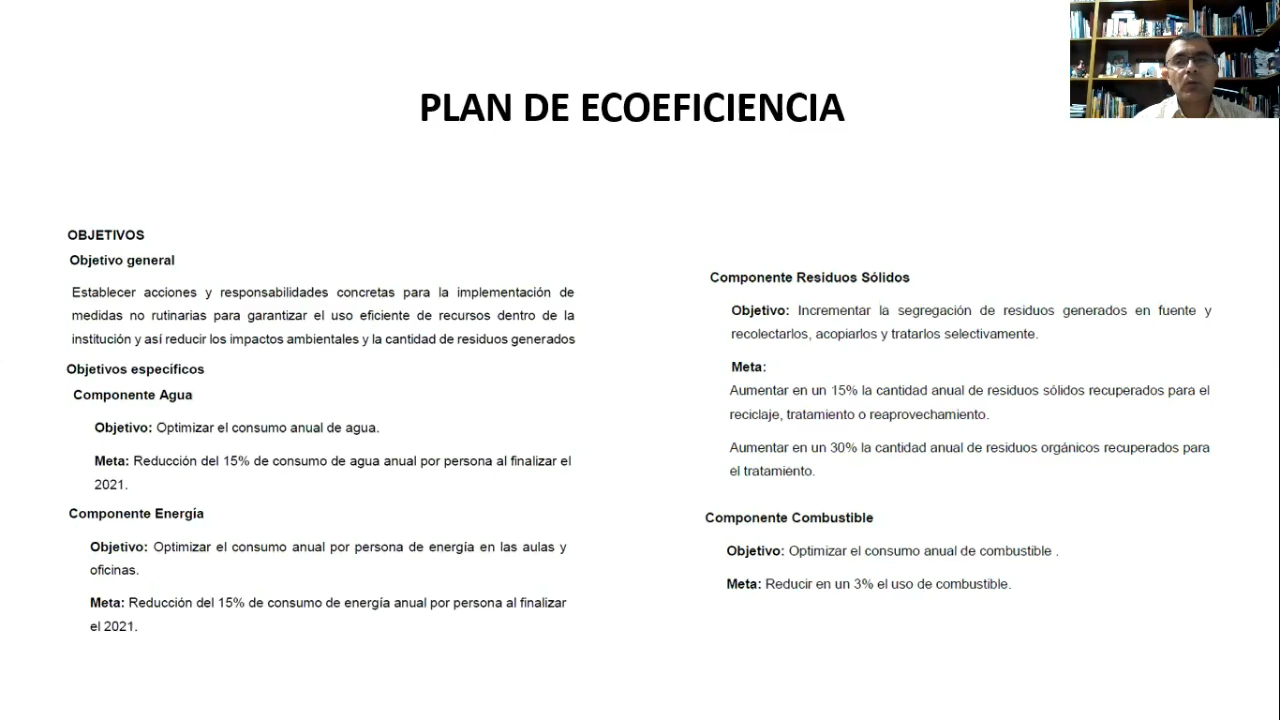 PLAN DE ECOEFICIENCIA
OBJETIVOS
Objetivo general
Establecer acciones y responsabilidades concretas para la implementación de
medidas no rutinarias para garantizar el uso eficiente de recursos dentro de la
institución y así reducir los impactos ambientales y la cantidad de residuos generados
Objetivos específicos
Componente Agua
Objetivo: Optimizar el consumo anual de agua.
Meta: Reducción del 15% de consumo de agua anual por persona al finalizar el
2021.
Componente Energía
Objetivo: Optimizar el consumo anual por persona de energía en las aulas y
oficinas.
Meta: Reducción del 15% de consumo de energía anual por persona al finalizar
el 2021.
Componente Residuos Sólidos
Objetivo: Incrementar la segregación de residuos generados en fuente y
recolectarlos, acopiarlos y tratarlos selectivamente.
Meta:
Aumentar en un 15% la cantidad anual de residuos sólidos recuperados para el
reciclaje, tratamiento o reaprovechamiento.
Aumentar en un 30% la cantidad anual de residuos orgánicos recuperados para
el tratamiento.
Componente Combustible
Objetivo: Optimizar el consumo anual de combustible .
Meta: Reducir en un 3% el uso de combustible.